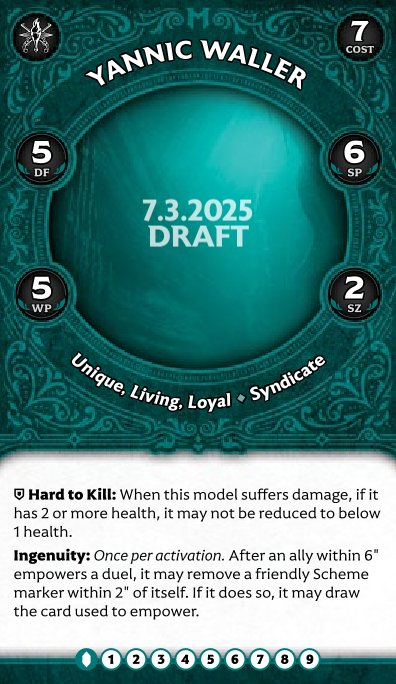 7
COST
YANNIC WALLER
5
DF
6
SP
7.3.2025
DRAFT
5
WP
2
SZ
Unique, Living, Loyal ⬥ Syndicate
Hard to Kill: When this model suffers damage, if it
has 2 or more health, it may not be reduced to below
1 health.
Ingenuity: Once per activation. After an ally within 6"
empowers a duel, it may remove a friendly Scheme
marker within 2" of itself. If it does so, it may draw
the card used to empower.
1 2 3 4 5 6 7 8 9